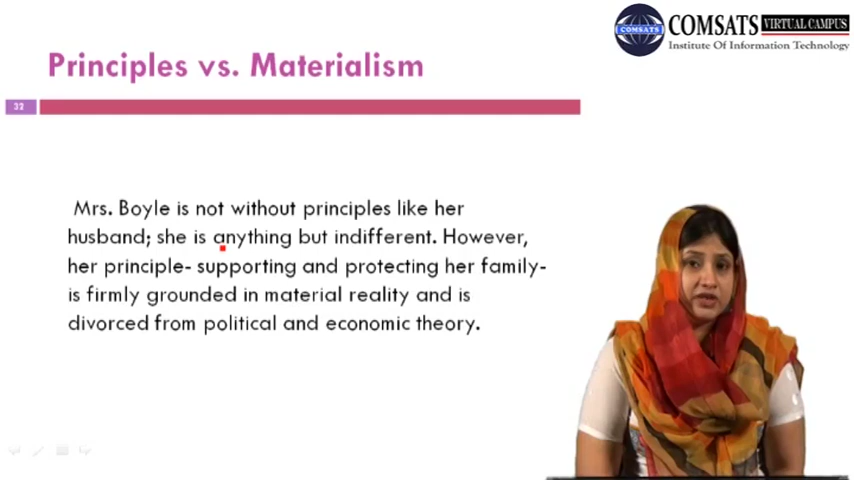 COMSATS VIRTUAL CAMPUS
COMSATS
Institute Of Information Technology
Principles vs. Materialism
32
Mrs. Boyle is not without principles like her
husband; she is anything but indifferent. However,
her principle- supporting and protecting her family-
is firmly grounded in material reality and is
divorced from political and economic theory.